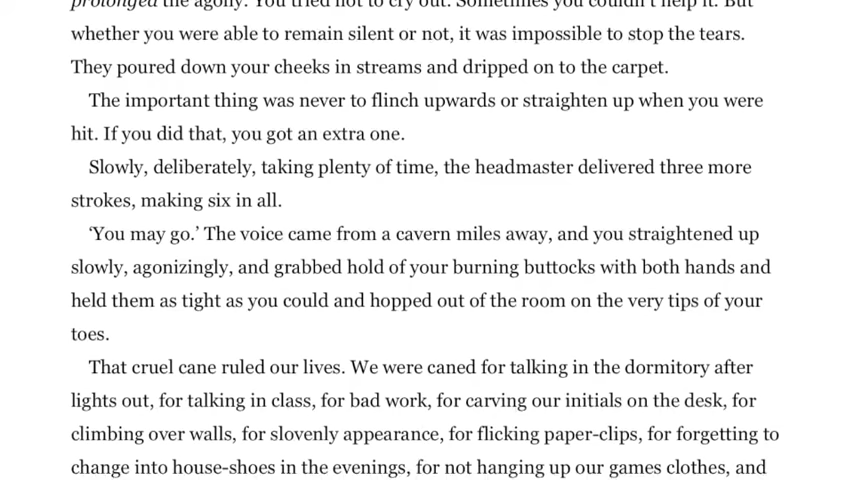 prolonged the agony. You tried not to cry out. Sometimes you couldn't help it. But
whether you were able to remain silent or not, it was impossible to stop the tears.
They poured down your cheeks in streams and dripped on to the carpet.
The important thing was never to flinch upwards or straighten up when you were
hit. If you did that, you got an extra one.
Slowly, deliberately, taking plenty of time, the headmaster delivered three more
strokes, making six in all.
‘You may go.’ The voice came from a cavern miles away, and you straightened up
slowly, agonizingly, and grabbed hold of your burning buttocks with both hands and
held them as tight as you could and hopped out of the room on the very tips of your
toes.
That cruel cane ruled our lives. We were caned for talking in the dormitory after
lights out, for talking in class, for bad work, for carving our initials on the desk, for
climbing over walls, for slovenly appearance, for flicking paper-clips, for forgetting to
change into house-shoes in the evenings, for not hanging up our games clothes, and